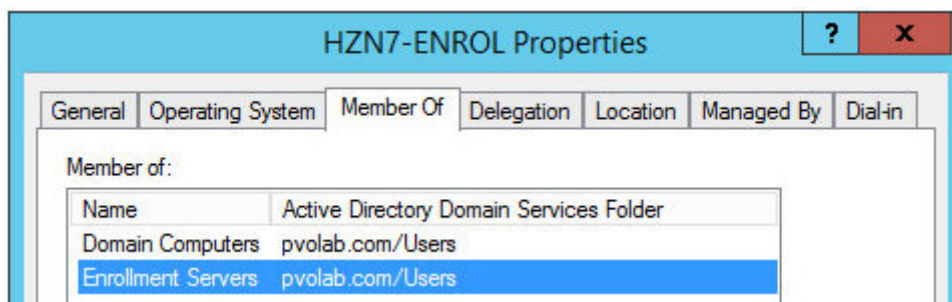 HZN7-ENROL Properties ? x
General Operating System Member Of Delegation Location Managed By Dial-in
Member of:
Name Active Directory Domain Services Folder
Domain Computers pvolab.com/Users
Enrollment Servers pvolab.com/Users